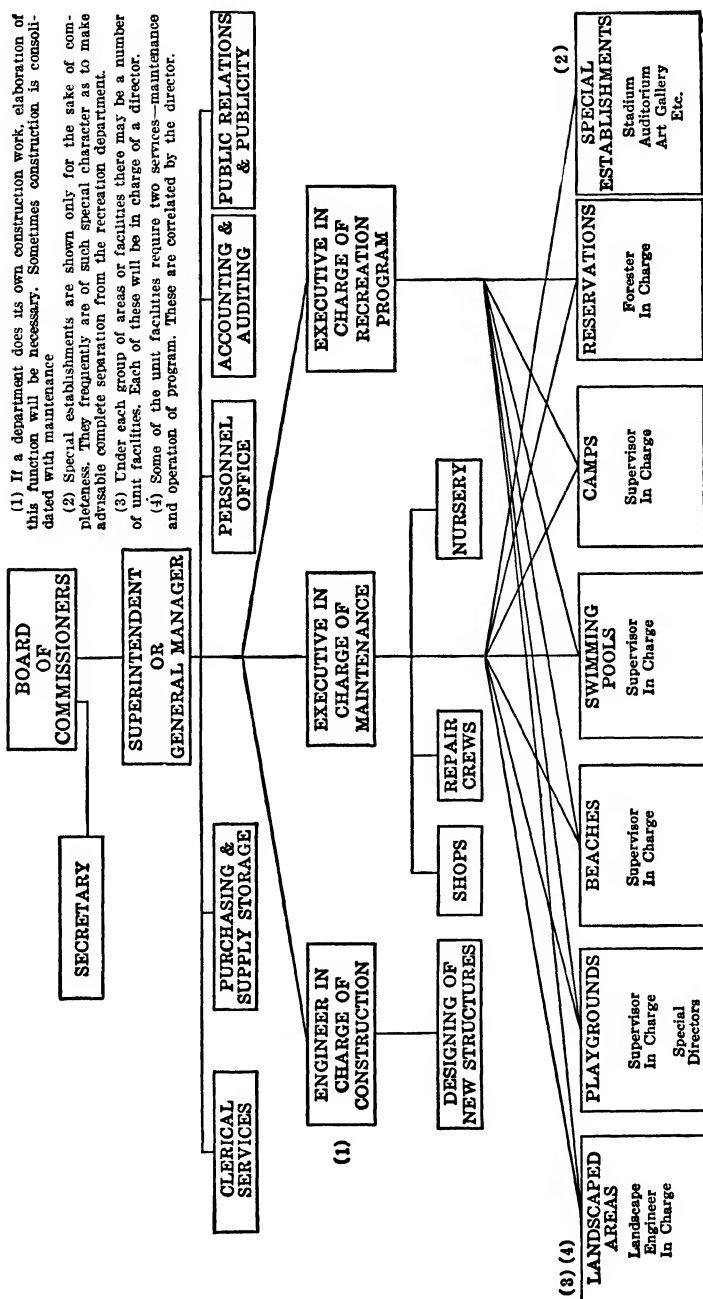 (1) If a department does its own construction work, elaboration of
this function will be necessary. Sometimes construction is consoli-
dated with maintenance
(2) Special establishments are shown only for the sake of com-
pleteness. They frequently are of such special character as to make
advisable complete separation from the recreation department.
(3) Under each group of areas or facilities there may be a number
of unit facilities. Each of these will be in charge of a director.
(4) Some of the unit facilities require two services—maintenance
and operation of program. These are correlated by the director.
BOARD
OF
COMMISSIONERS
SECRETARY
SUPERINTENDENT
OR
GENERAL MANAGER
CLERICAL
SERVICES
PURCHASING &
SUPPLY STORAGE
PERSONNEL
OFFICE
ACCOUNTING &
AUDITING
PUBLIC RELATIONS
& PUBLICITY
(1)
ENGINEER IN
CHARGE OF
CONSTRUCTION
EXECUTIVE IN
CHARGE OF
MAINTENANCE
EXECUTIVE IN
CHARGE OF
RECREATION
PROGRAM
DESIGNING OF
NEW STRUCTURES
SHOPS
REPAIR
CREWS
NURSERY
(3) (4)
LANDSCAPED
AREAS
Landscape
Engineer
In Charge
PLAYGROUNDS
Supervisor
In Charge
Special
Directors
BEACHES
Supervisor
In Charge
SWIMMING
POOLS
Supervisor
In Charge
CAMPS
Supervisor
In Charge
RESERVATIONS
Forester
In Charge
(2)
SPECIAL
ESTABLISHMENTS
Stadium
Auditorium
Art Gallery
Etc.